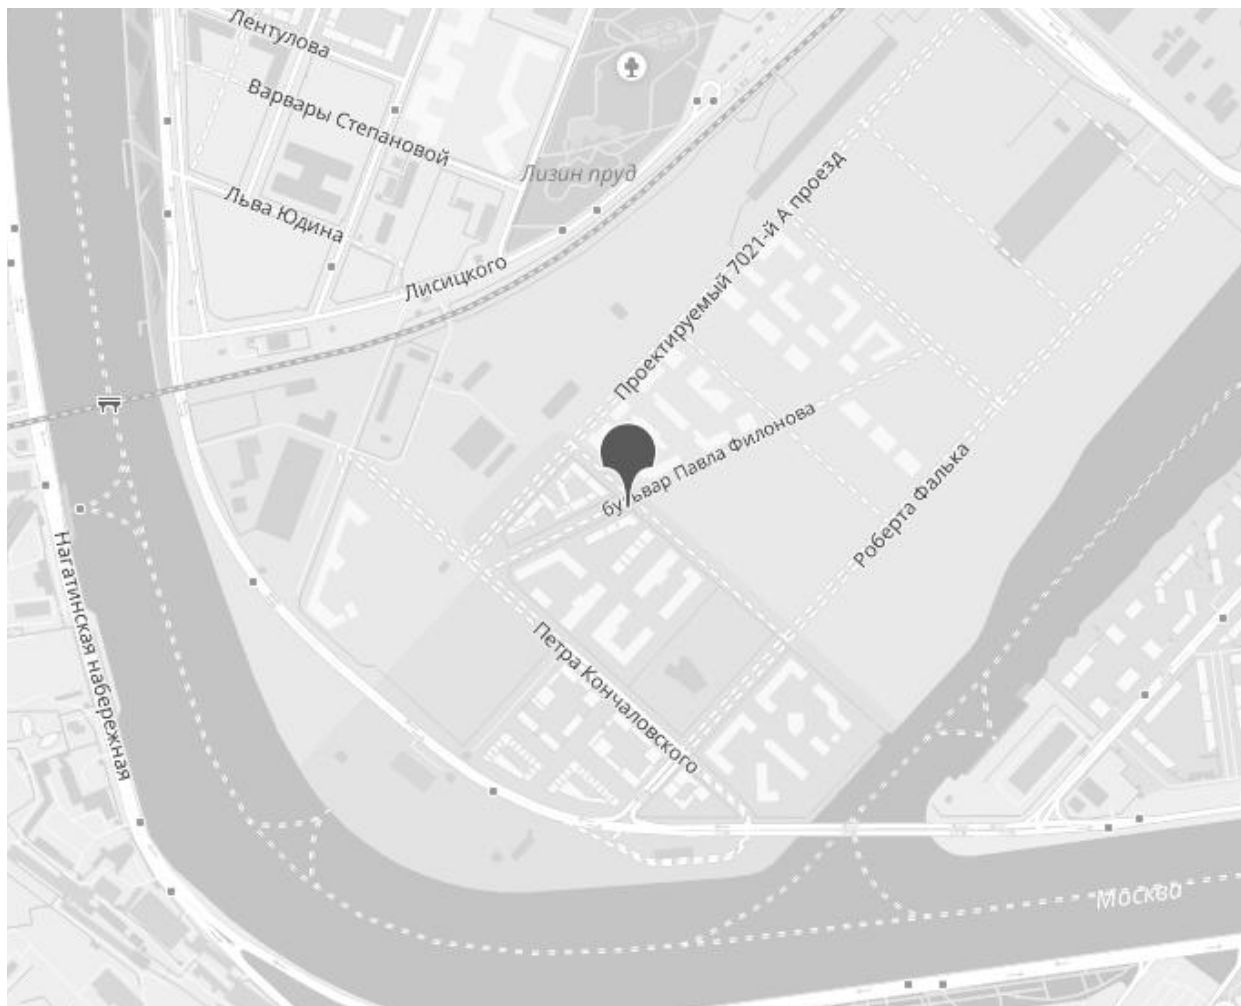 Лентулова
Варвары Степановой
Лизин пруд
Льва Юдина
Лисицкого
Проектируемый 7021-й А проезд
бульвар Павла Филонова
Роберта Фалька
Нагатинская набережная
Петра Кончаловского
Москва